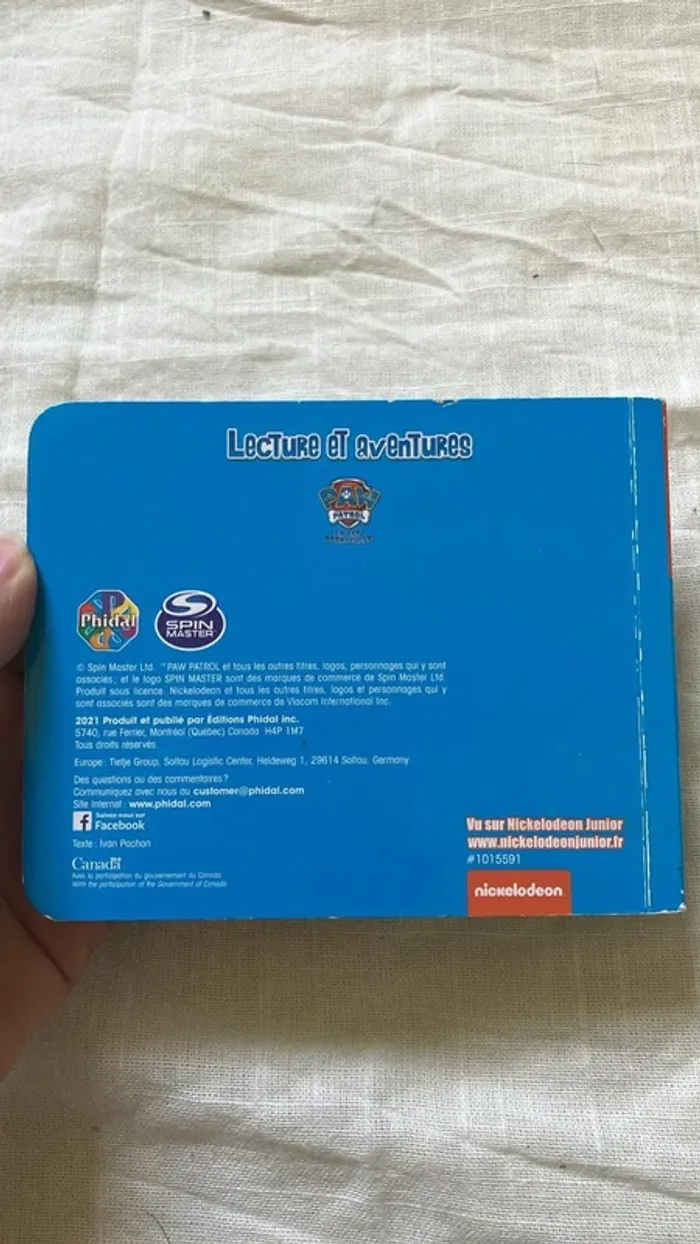 Lecture et aventures
PAW
PATROL
Phidal
SPIN
MASTER
© Spin Master Ltd. ™PAW PATROL et tous les autres titres, logos, personnages qui y sont
associés; et le logo SPIN MASTER sont des marques de commerce de Spin Master Ltd.
Produit sous licence. Nickelodeon et tous les autres titres, logos et personnages qui y
sont associés sont des marques de commerce de Viacom International Inc.
2021 Produit et publié par Éditions Phidal inc.
5740, rue Ferrier, Montréal (Québec) Canada H4P 1M7
Tous droits réservés.
Europe: Tietje Group, Soltau Logistic Center, Heideweg 1, 29614 Soltau, Germany
Des questions ou des commentaires?
Communiquez avec nous au customer@phidal.com
Site Internet : www.phidal.com
Suivez-nous sur
Facebook
Texte: Ivan Pachon
Canada
Avec la participation du gouvernement du Canada
With the participation of the Government of Canada
Vu sur Nickelodeon Junior
www.nickelodeonjunior.fr
#1015591
nickelodeon